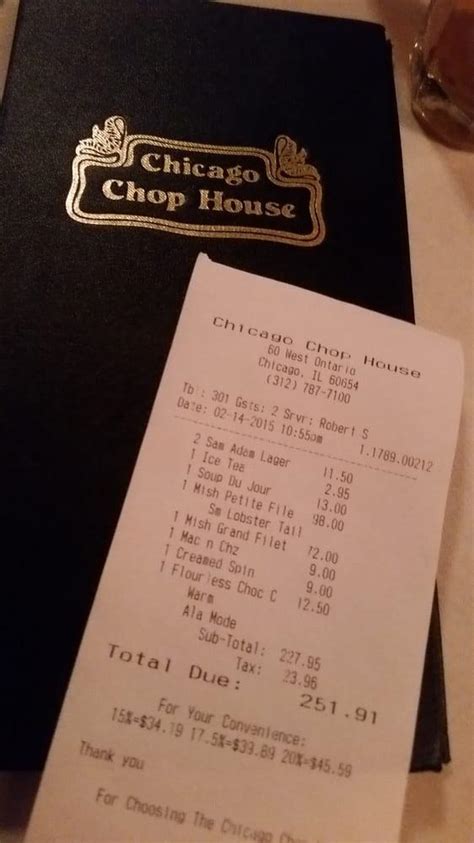 Chicago
Chop House
Chicago Chop House
60 West Ontario
Chicago, IL 60654
(312) 787-7100
Tbl: 301 Gsts: 2 Srvr: Robert S
Date: 02-14-2015 10:55pm 1.1789.00212
2 Sam Adam Lager 11.50
1 Ice Tea 2.95
1 Soup Du Jour 13.00
1 Mish Petite File 98.00
Sm Lobster Tail
1 Mish Grand Filet 72.00
1 Mac n Chz 9.00
1 Creamed Spin 9.00
1 Flourless Choc C 12.50
Warm
Ala Mode
Sub-Total: 227.95
Tax: 23.96
Total Due: 251.91
For Your Convenience:
15%=$34.19 17.5%=$39.89 20%=$45.59
Thank you
For Choosing The Chicago